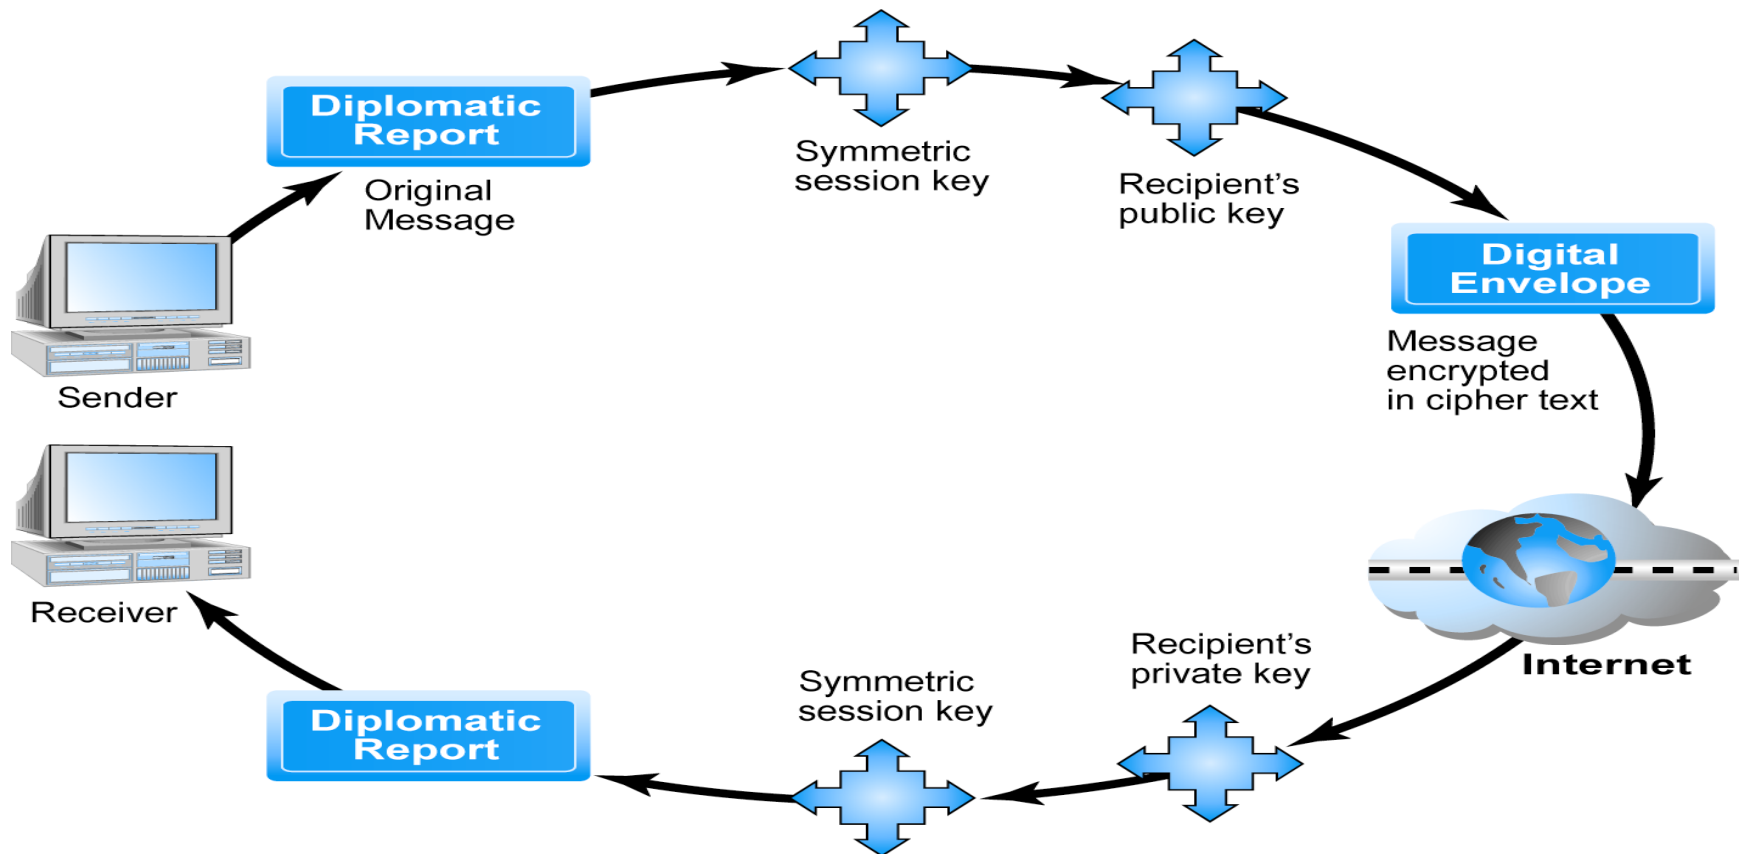 Diplomatic
Report
Original
Message
Symmetric
session key
Recipient's
public key
Digital
Envelope
Message
encrypted
in cipher text
Sender
Receiver
Internet
Recipient's
private key
Symmetric
session key
Diplomatic
Report